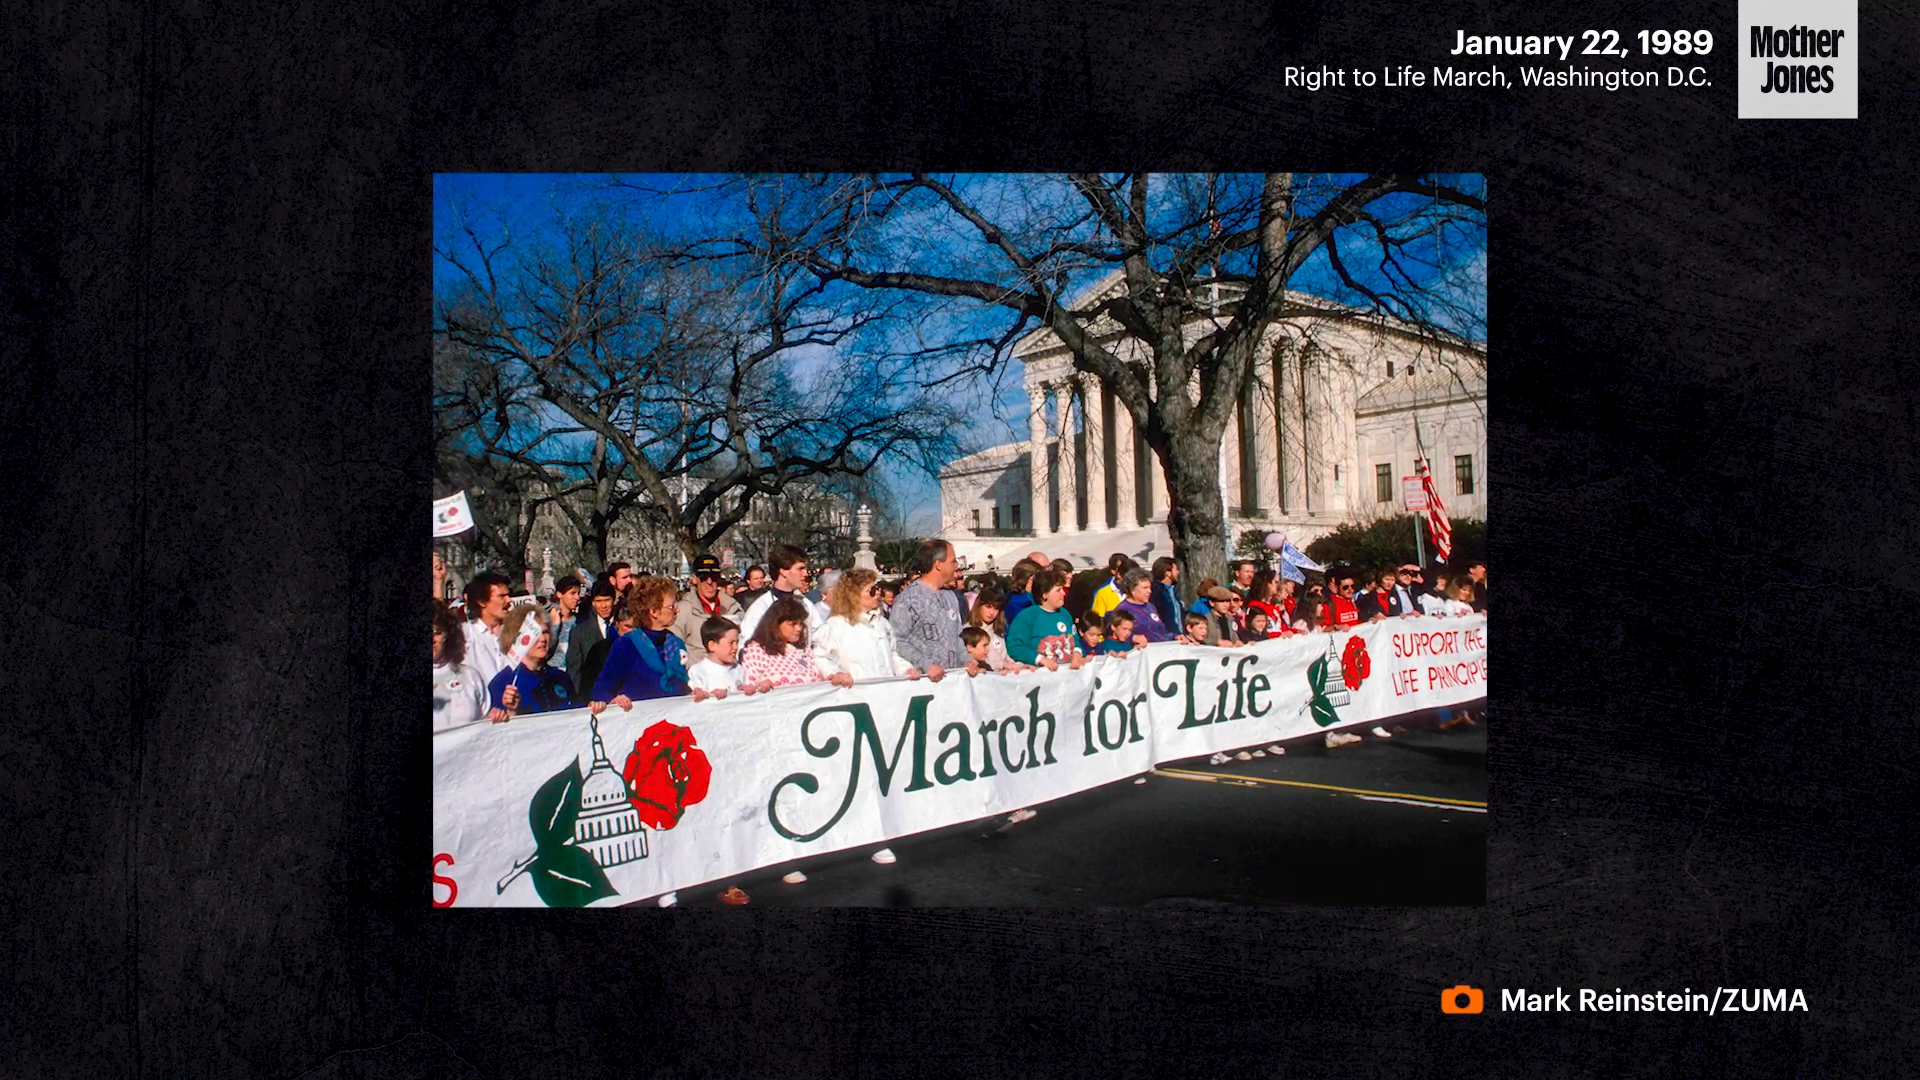 January 22, 1989
Right to Life March, Washington D.C.
Mother
Jones
March for Life
SUPPORT THE
LIFE PRINCIPLE
S
Mark Reinstein/ZUMA